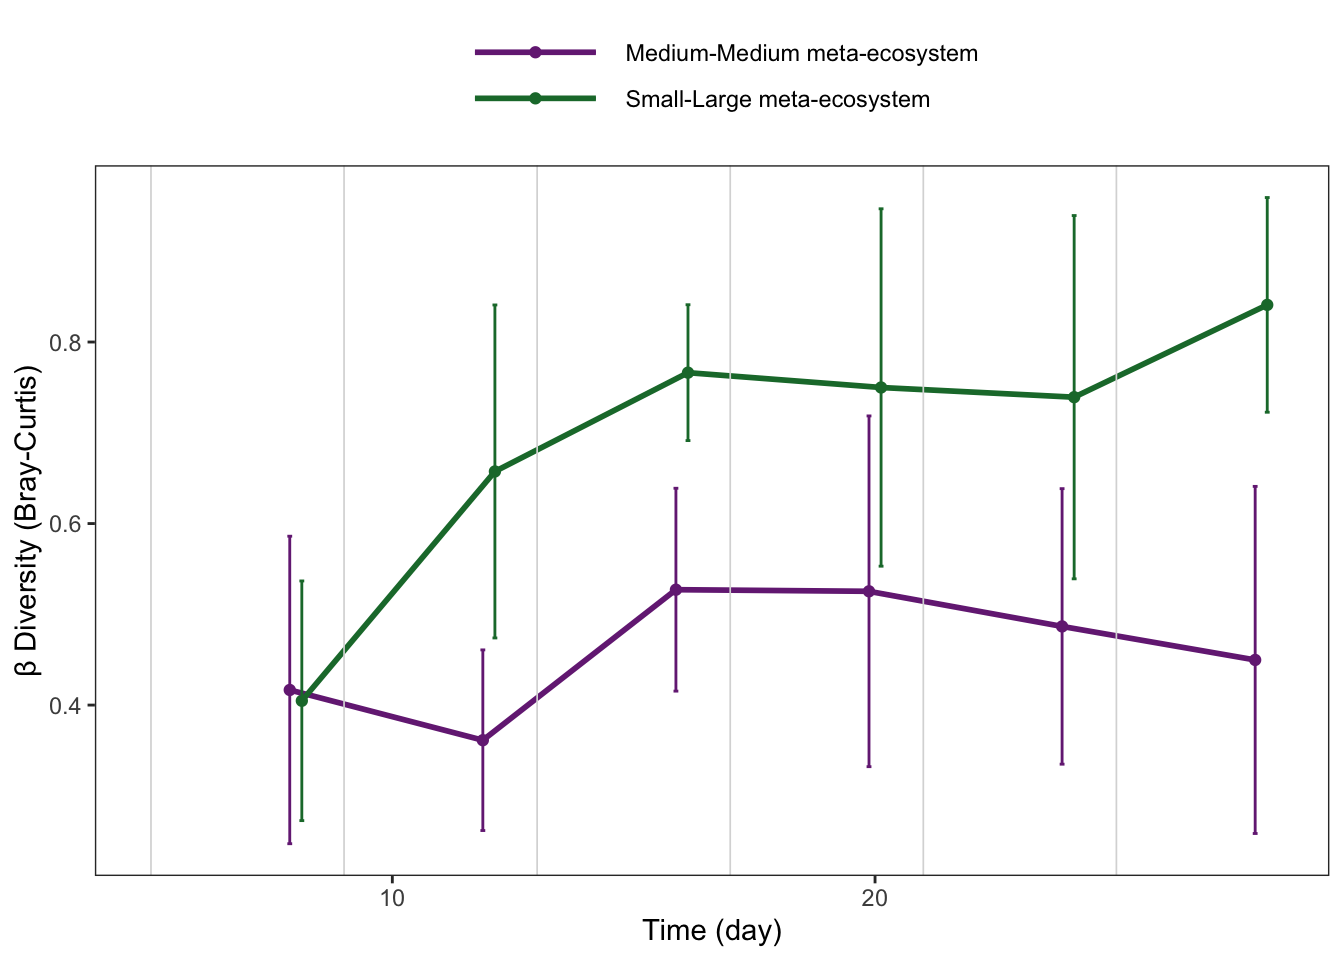 Medium-Medium meta-ecosystem
Small-Large meta-ecosystem
β Diversity (Bray-Curtis)
0.8
0.6
0.4
10
20
Time (day)